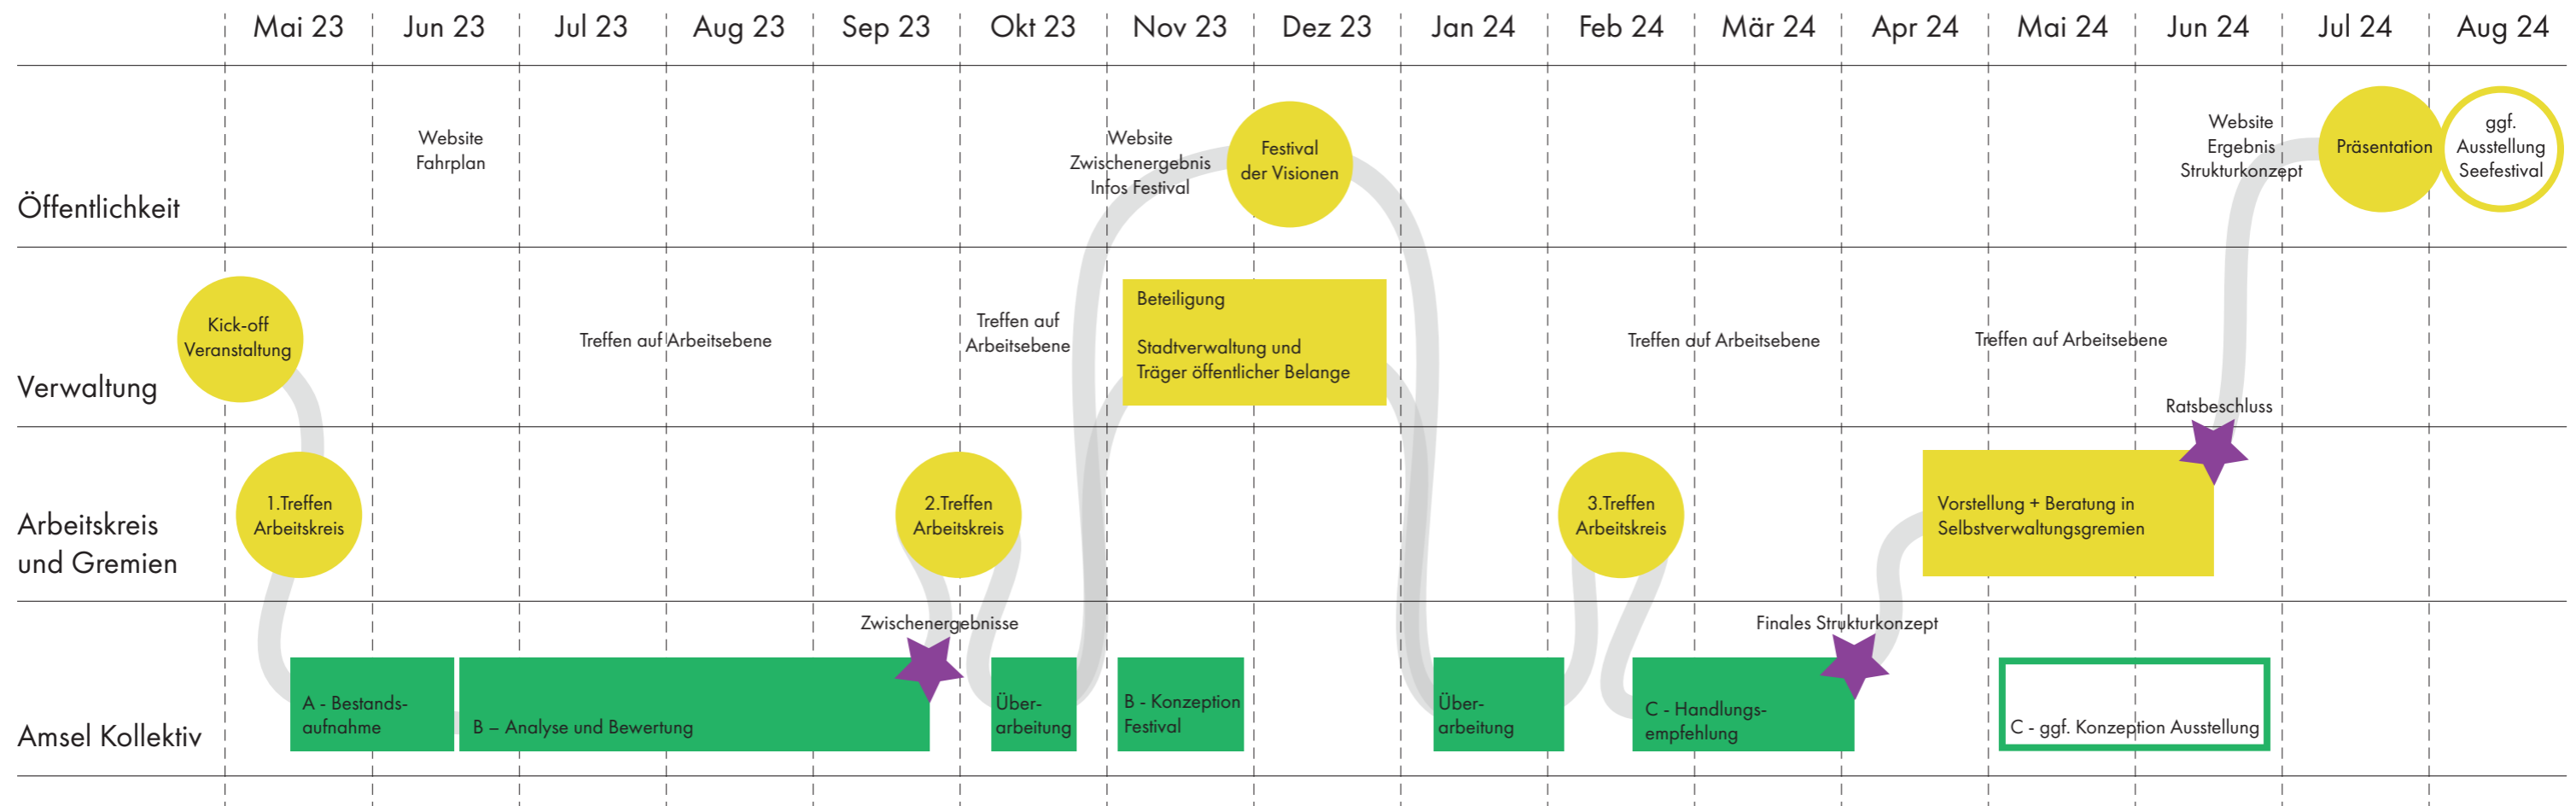 Mai 23
Jun 23
Jul 23
Aug 23
Sep 23
Okt 23
Nov 23
Dez 23
Jan 24
Feb 24
Mär 24
Apr 24
Mai 24
Jun 24
Jul 24
Aug 24
Öffentlichkeit
Website
Fahrplan
Website
Zwischenergebnis
Infos Festival
Festival
der Visionen
Website
Ergebnis
Strukturkonzept
Präsentation
ggf.
Ausstellung
Seefestival
Verwaltung
Kick-off
Veranstaltung
Treffen auf Arbeitsebene
Treffen auf
Arbeitsebene
Beteiligung
Stadtverwaltung und
Träger öffentlicher Belange
Treffen auf Arbeitsebene
Treffen auf Arbeitsebene
Ratsbeschluss
Arbeitskreis
und Gremien
1.Treffen
Arbeitskreis
2.Treffen
Arbeitskreis
3.Treffen
Arbeitskreis
Vorstellung + Beratung in
Selbstverwaltungsgremien
Amsel Kollektiv
A - Bestands-
aufnahme
B – Analyse und Bewertung
Zwischenergebnisse
Über-
arbeitung
B - Konzeption
Festival
Über-
arbeitung
C - Handlungs-
empfehlung
Finales Strukturkonzept
C - ggf. Konzeption Ausstellung